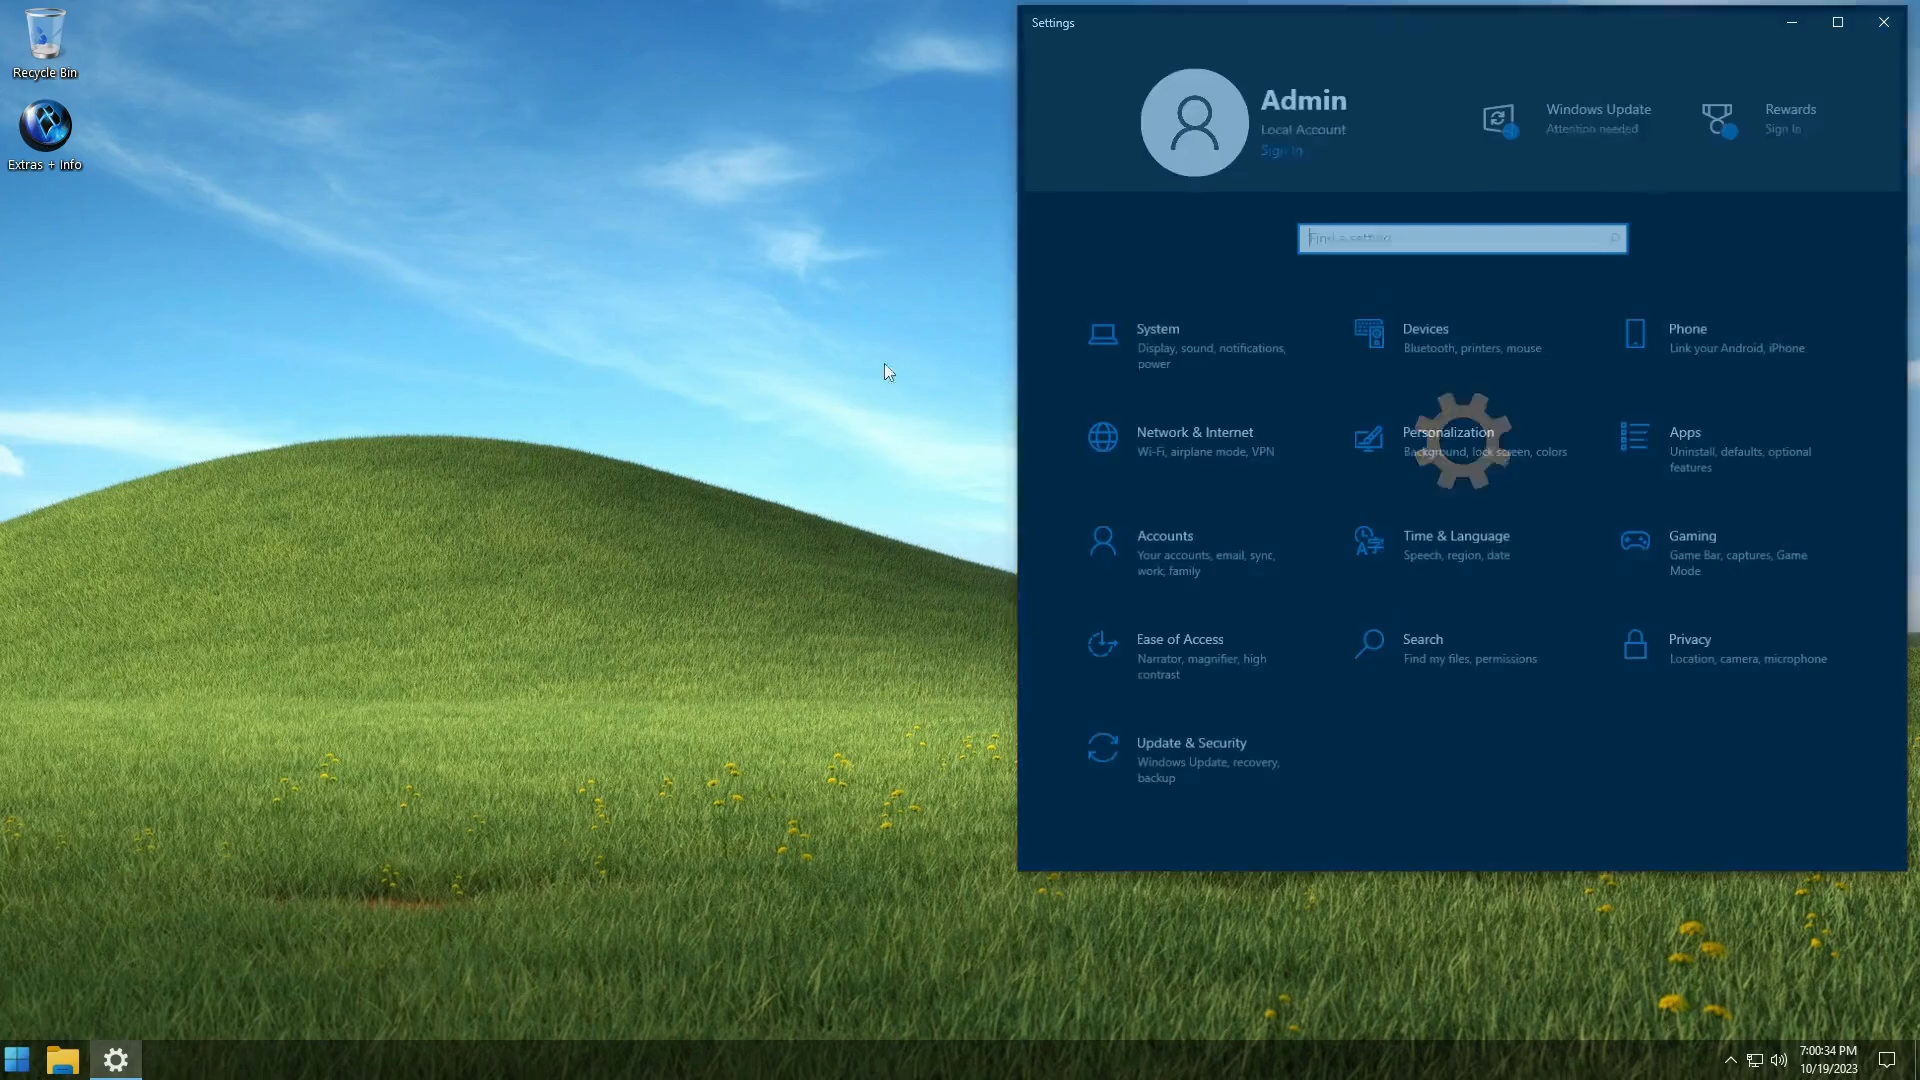 Recycle Bin
Extras + Info
Settings
Admin
Local Account
Sign In
Windows Update
Attention needed
Rewards
Sign In
Find a setting
System
Display, sound, notifications,
power
Devices
Bluetooth, printers, mouse
Phone
Link your Android, iPhone
Network & Internet
Wi-Fi, airplane mode, VPN
Personalization
Background, lock screen, colors
Apps
Uninstall, defaults, optional
features
Accounts
Your accounts, email, sync,
work, family
Time & Language
Speech, region, date
Gaming
Game Bar, captures, Game
Mode
Ease of Access
Narrator, magnifier, high
contrast
Search
Find my files, permissions
Privacy
Location, camera, microphone
Update & Security
Windows Update, recovery,
backup
7:00:34 PM
10/19/2023